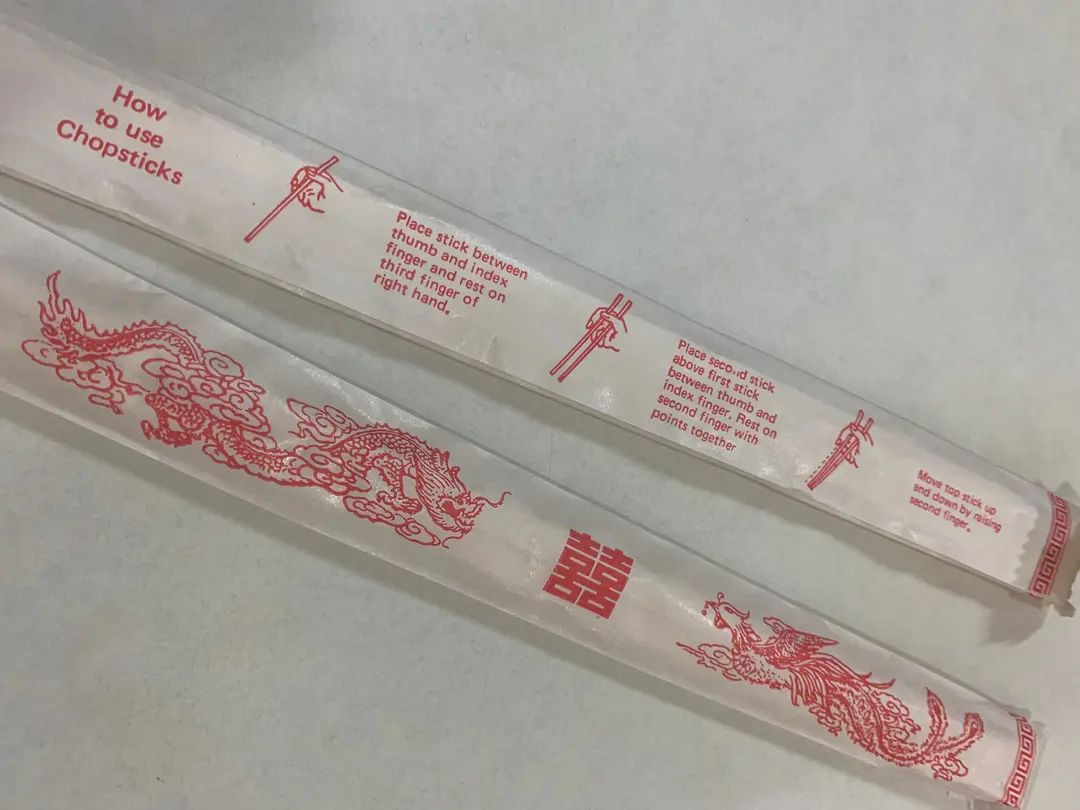 How
to use
Chopsticks
Place stick between
thumb and index
finger and rest on
third finger of
right hand.
Place second stick
above first stick
between thumb and
index finger. Rest on
second finger with
points together
Move top stick up
and down by raising
second finger.
囍